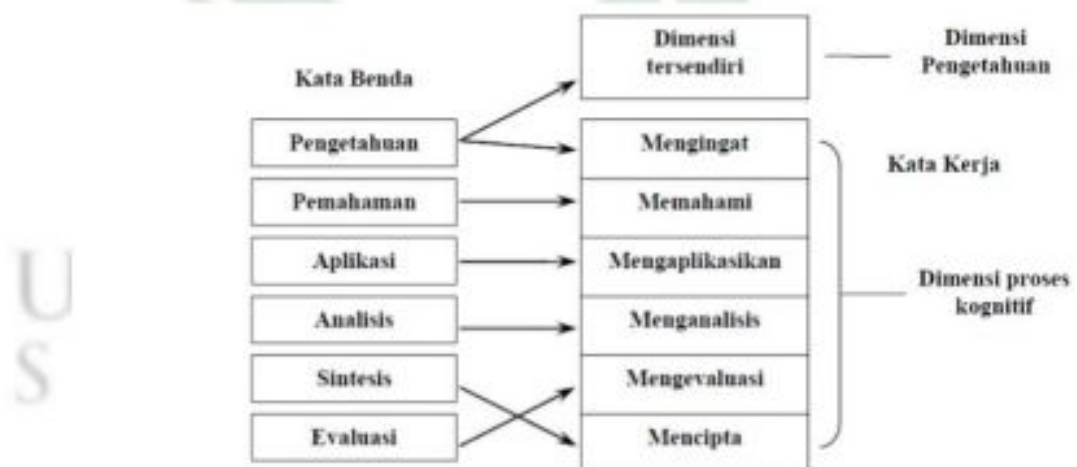 Kata Benda
Dimensi
tersendiri
Dimensi
Pengetahuan
Pengetahuan
Mengingat
Kata Kerja
Pemahaman
Memahami
Aplikasi
Mengaplikasikan
Dimensi proses
kognitif
Analisis
Menganalisis
Sintesis
Mengevaluasi
Evaluasi
Mencipta
U
S